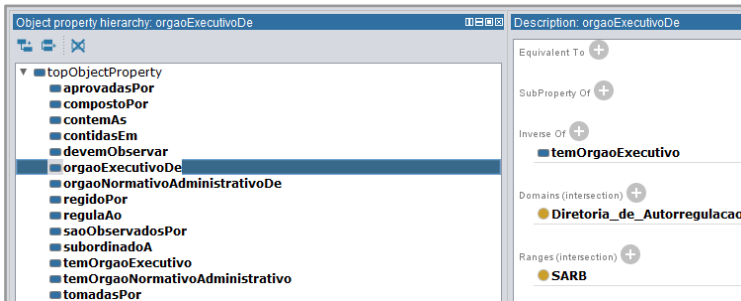 Object property hierarchy: orgaoExecutivoDe
topObjectProperty
aprovadasPor
compostoPor
contemAs
contidasEm
devemObservar
orgaoExecutivoDe
orgaoNormativoAdministrativoDe
regidoPor
regulaAo
saoObservadosPor
subordinadoA
temOrgaoExecutivo
temOrgaoNormativoAdministrativo
tomadasPor
Description: orgaoExecutivoDe
Equivalent To
SubProperty Of
Inverse Of
temOrgaoExecutivo
Domains (intersection)
Diretoria_de_Autorregulacao
Ranges (intersection)
SARB